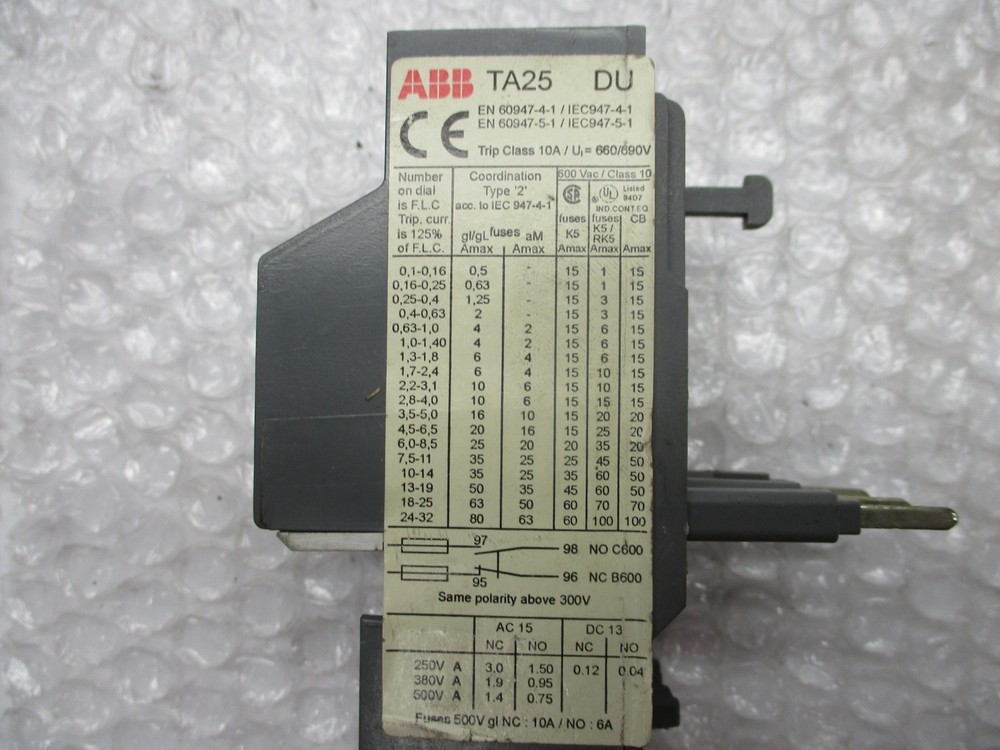 ABB TA25 DU
CE EN 60947-4-1 / IEC947-4-1
EN 60947-5-1 / IEC947-5-1
Trip Class 10A / Ui= 660/690V
Number on dial is F.L.C Trip. curr. is 125% of F.L.C.
Coordination Type '2' acc. to IEC 947-4-1
600 Vac / Class 10
SA UL Listed 94D7
IND.CONT.EQ
fuses gl/gL Amax aM Amax
fuses K5 Amax
fuses K5 / RK5 Amax
CB Amax
0,1-0,16 0,5 - 15 1 15
0,16-0,25 0,63 - 15 1 15
0,25-0,4 1,25 - 15 3 15
0,4-0,63 2 - 15 3 15
0,63-1,0 4 2 15 6 15
1,0-1,40 4 2 15 6 15
1,3-1,8 6 4 15 6 15
1,7-2,4 6 4 15 10 15
2,2-3,1 10 6 15 10 15
2,8-4,0 10 6 15 15 15
3,5-5,0 16 10 15 20 20
4,5-6,5 20 16 15 25 20
6,0-8,5 25 20 20 35 20
7,5-11 35 25 25 45 50
10-14 35 25 35 60 50
13-19 50 35 45 60 50
18-25 63 50 60 70 70
24-32 80 63 60 100 100
97 98 NO C600
95 96 NC B600
Same polarity above 300V
AC 15 DC 13
NC NO NC NO
250V A 3.0 1.50 0.12 0.04
380V A 1.9 0.95
500V A 1.4 0.75
Fuses 500V gl NC : 10A / NO : 6A